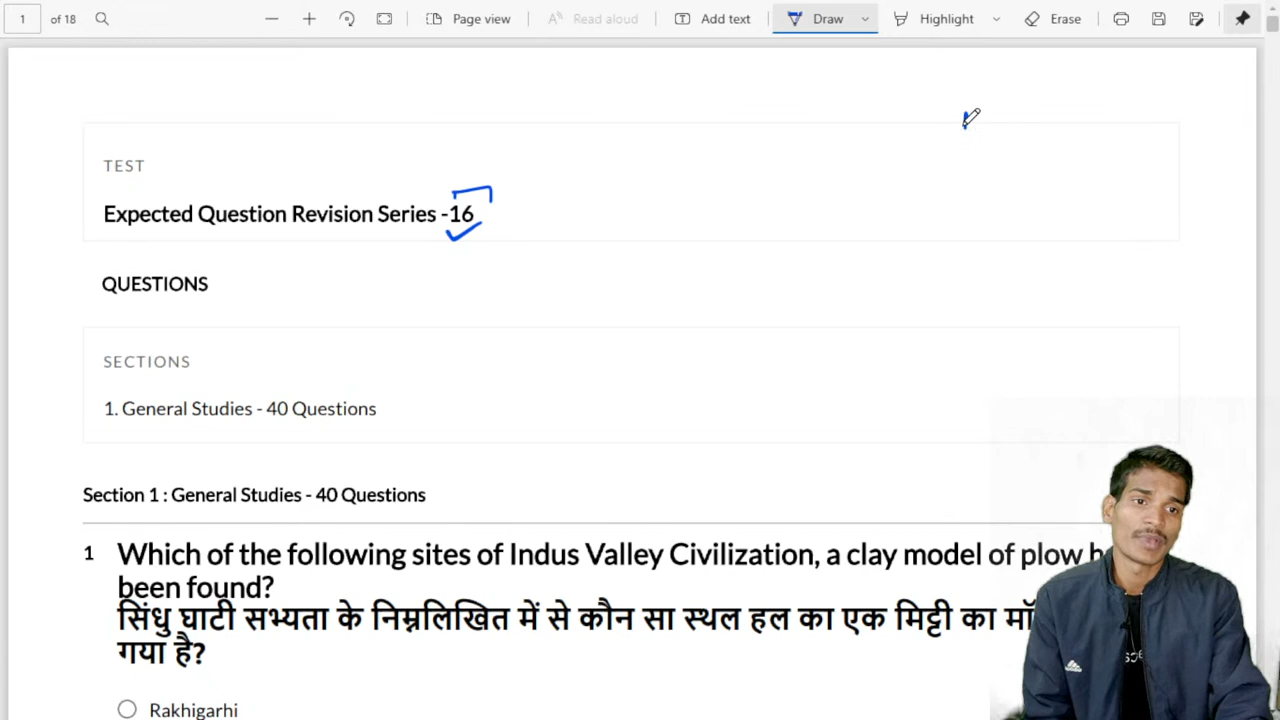 1 of 18 Page view Read aloud Add text Draw Highlight Erase
TEST
Expected Question Revision Series -16
QUESTIONS
SECTIONS
1. General Studies - 40 Questions
Section 1 : General Studies - 40 Questions
1 Which of the following sites of Indus Valley Civilization, a clay model of plow
been found?
सिंधु घाटी सभ्यता के निम्नलिखित में से कौन सा स्थल हल का एक मिट्टी का
गया है?
Rakhigarhi